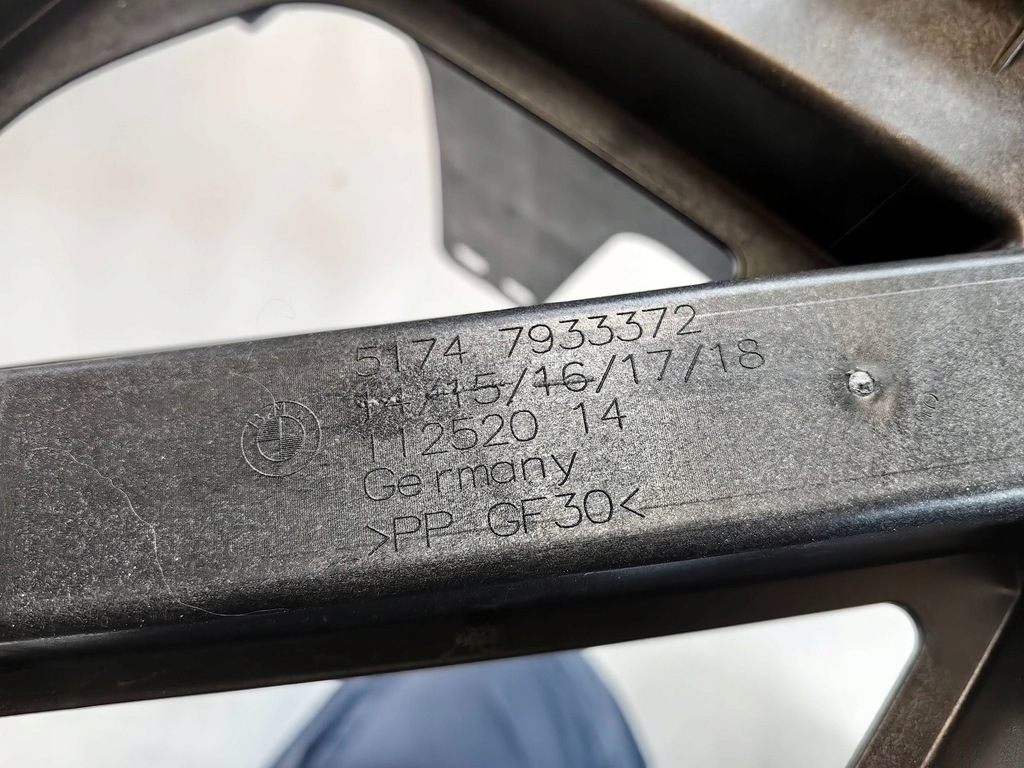 5174 7933372
14/15/16/17/18
112520 14
Germany
>PP GF30<